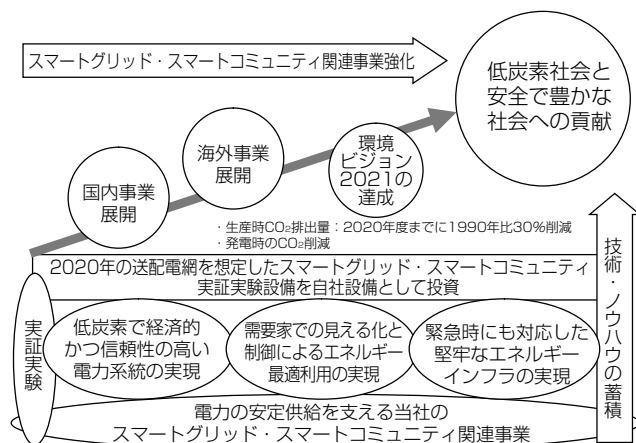 スマートグリッド・スマートコミュニティ関連事業強化
低炭素社会と
安全で豊かな
社会への貢献
環境
ビジョン
2021の
達成
海外事業
展開
国内事業
展開
・生産時CO₂排出量：2020年度までに1990年比30%削減
・発電時のCO₂削減
2020年の送配電網を想定したスマートグリッド・スマートコミュニティ
実証実験設備を自社設備として投資
実証実験
低炭素で経済的
かつ信頼性の高い
電力系統の実現
需要家での見える化と
制御によるエネルギー
最適利用の実現
緊急時にも対応した
堅牢なエネルギー
インフラの実現
技術・ノウハウの蓄積
電力の安定供給を支える当社の
スマートグリッド・スマートコミュニティ関連事業